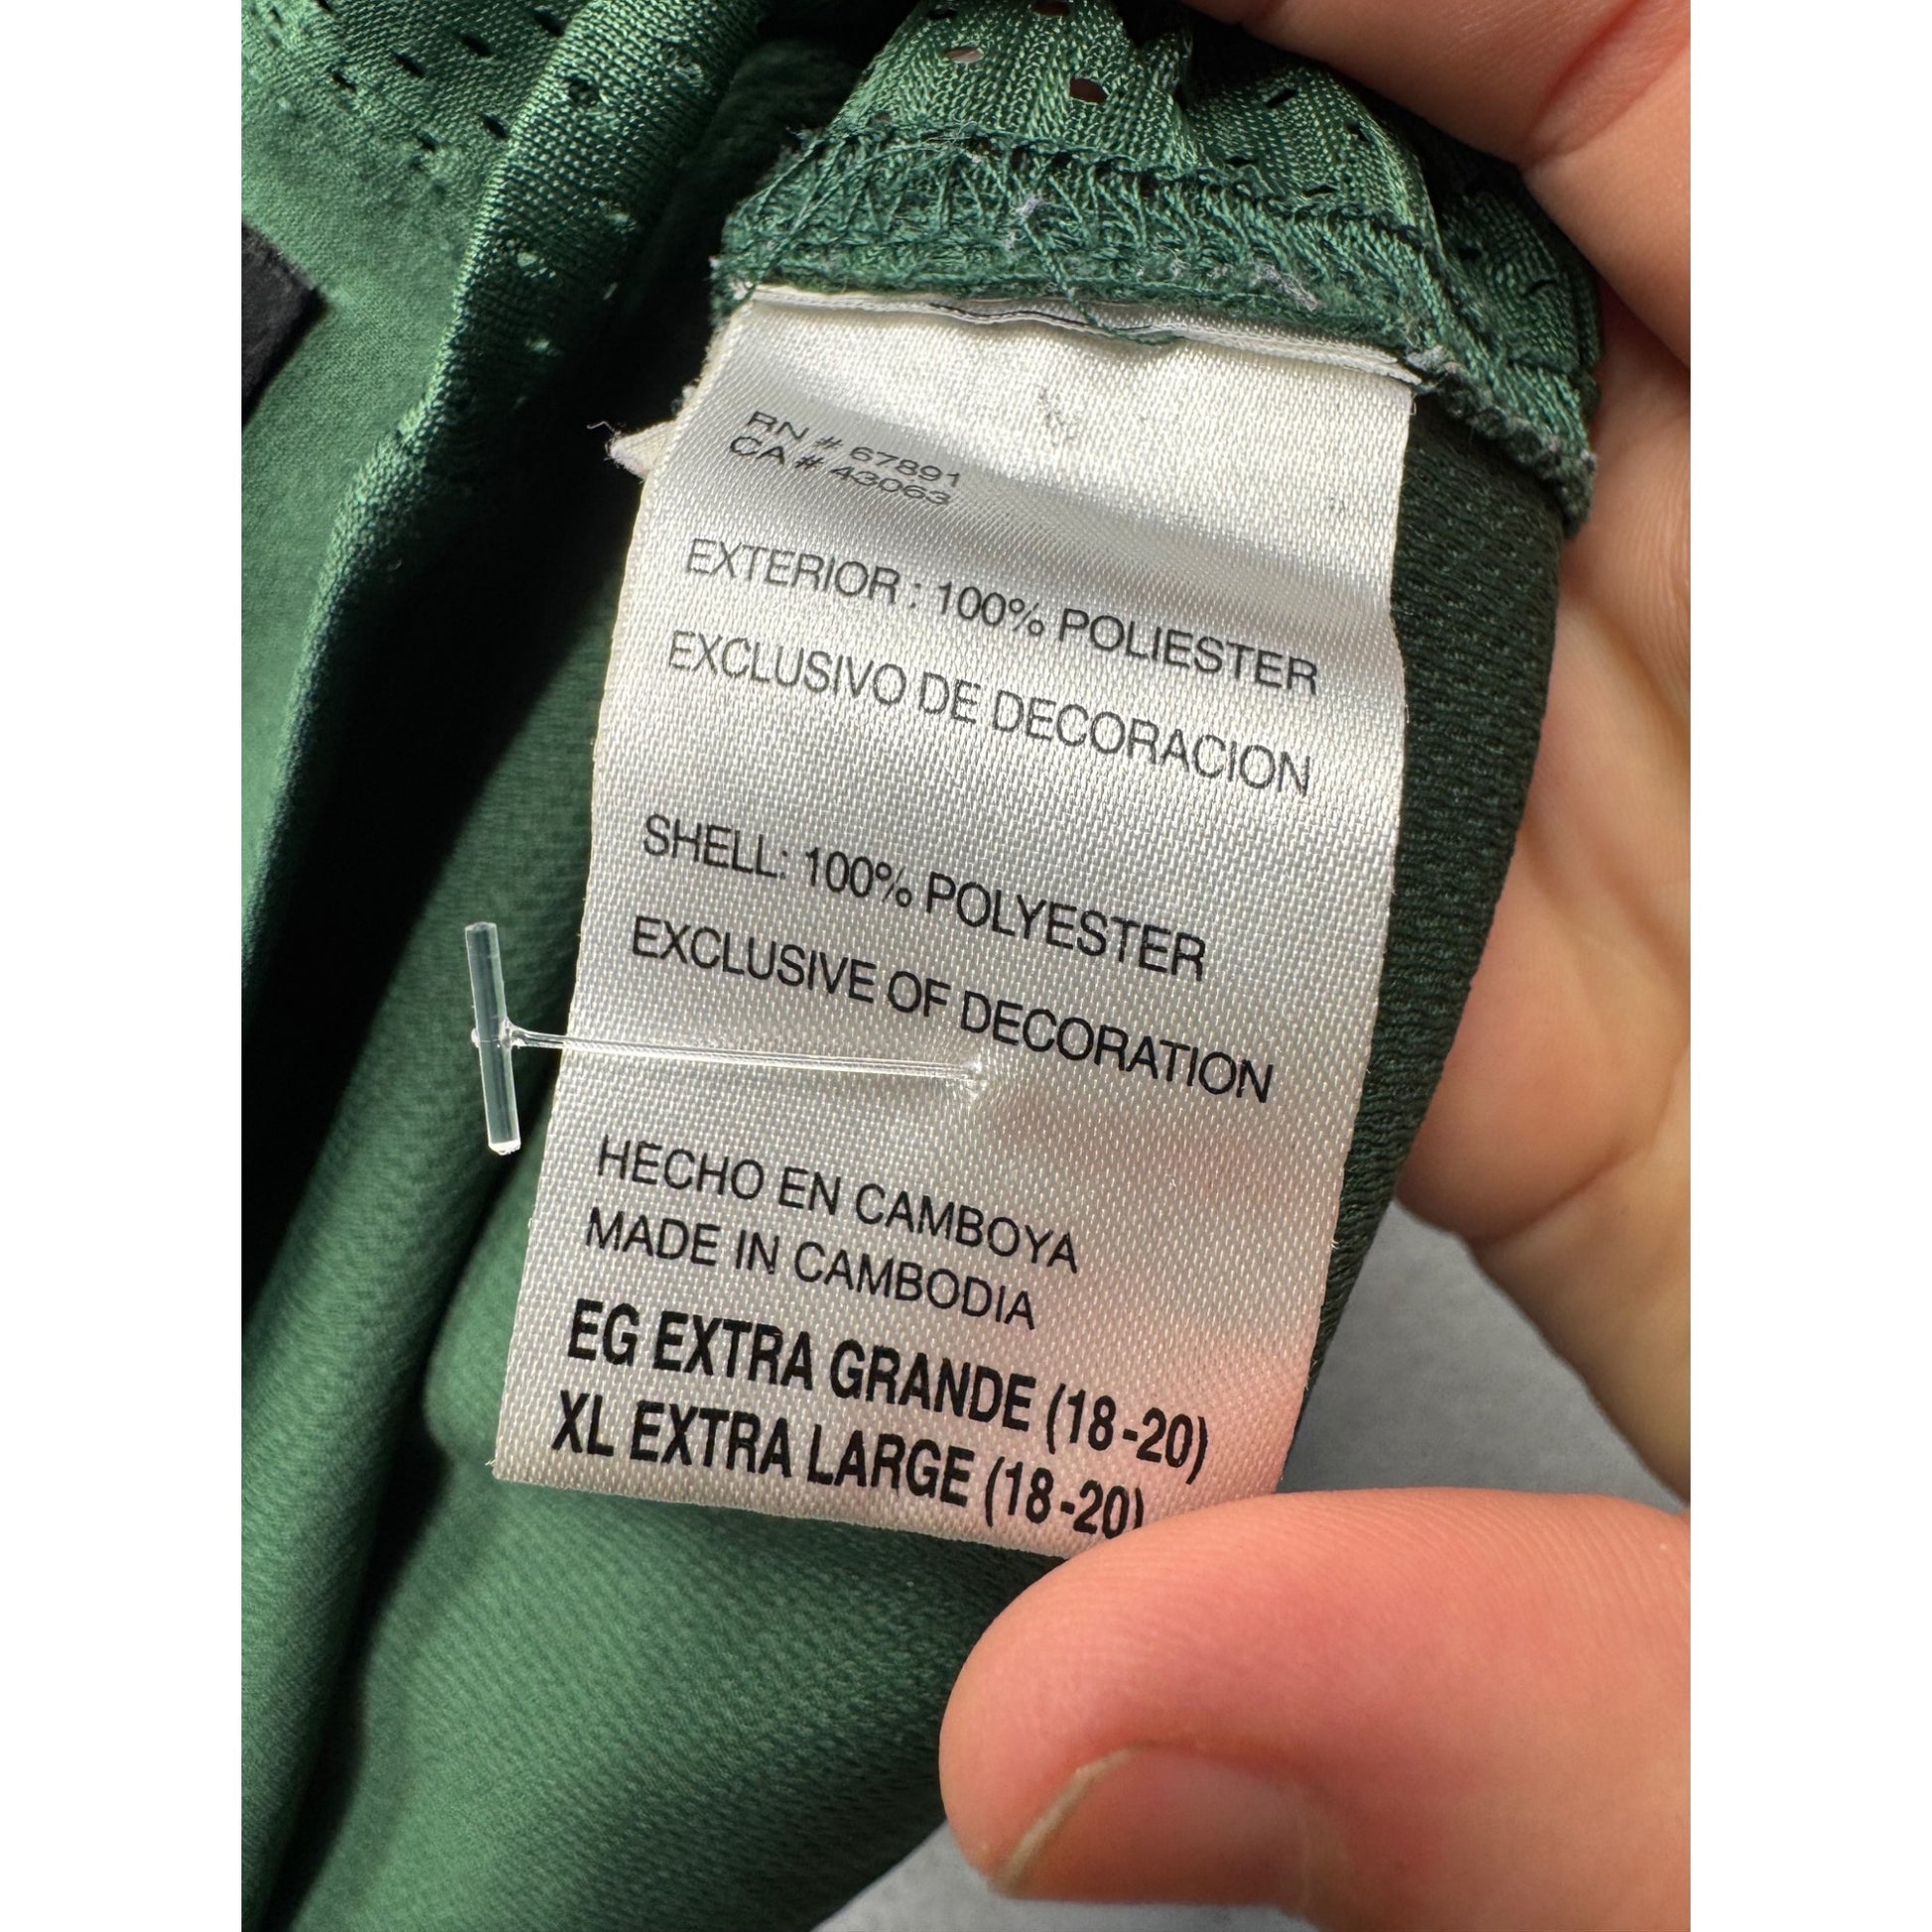 RN # 67891
CA # 43063
EXTERIOR : 100% POLIESTER
EXCLUSIVO DE DECORACION
SHELL: 100% POLYESTER
EXCLUSIVE OF DECORATION
HECHO EN CAMBOYA
MADE IN CAMBODIA
EG EXTRA GRANDE (18-20)
XL EXTRA LARGE (18-20)